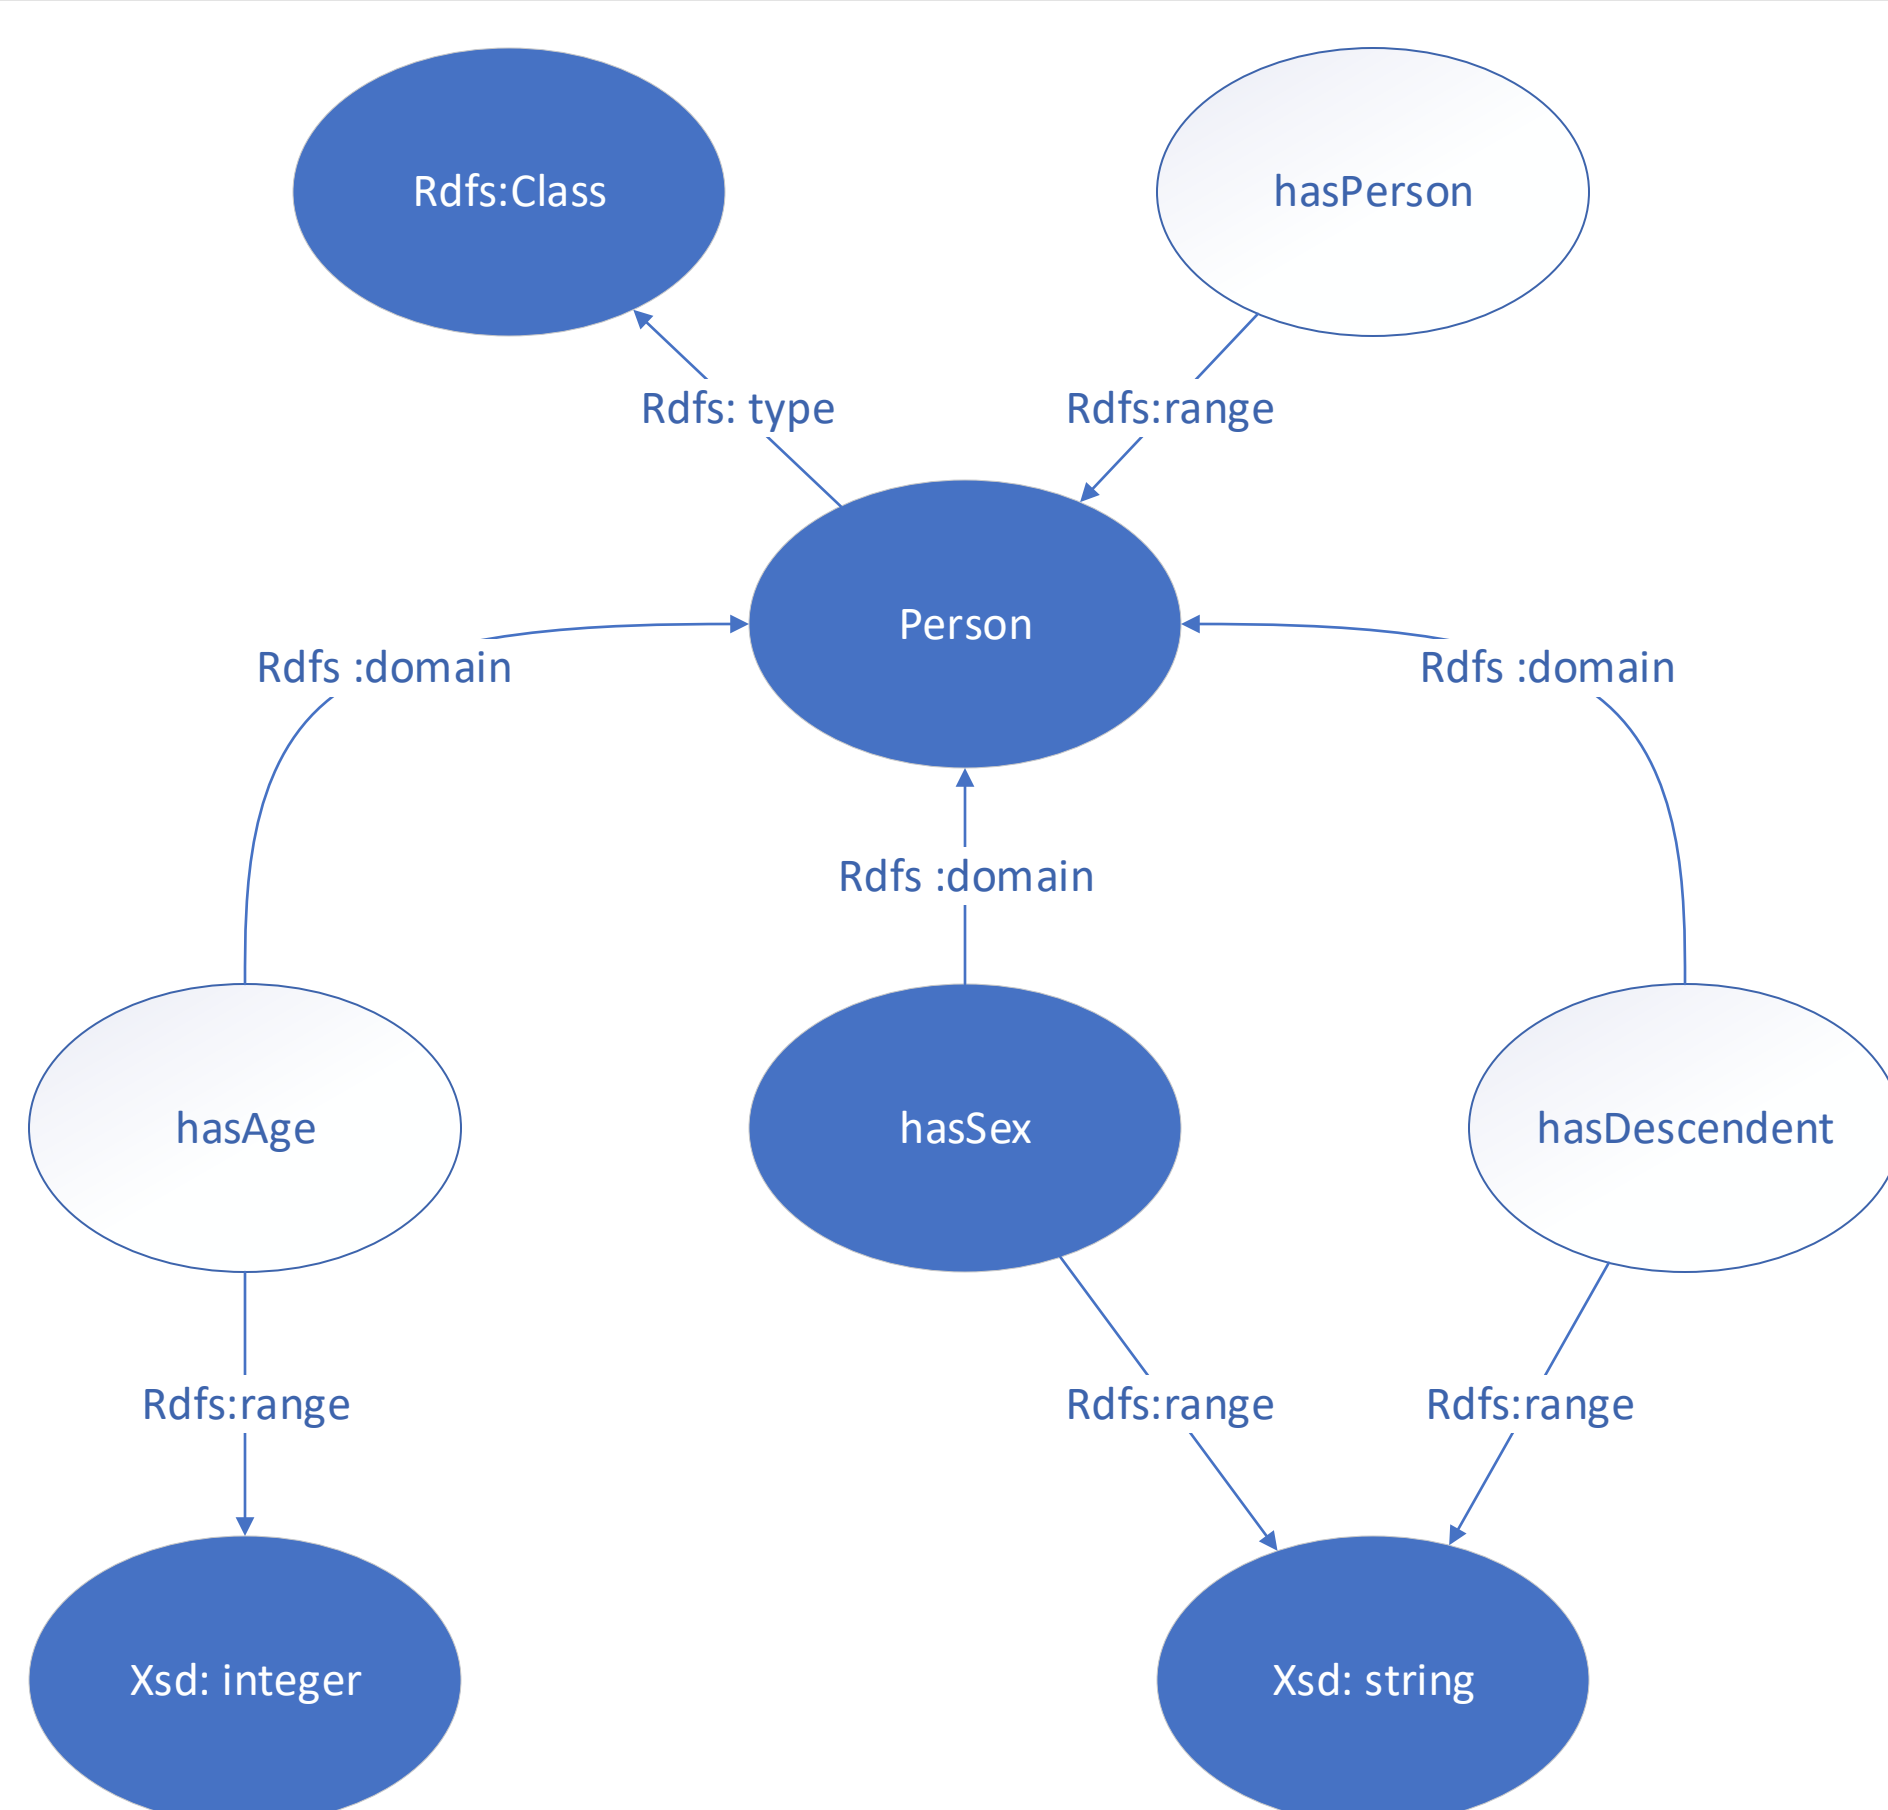 Rdfs:Class
hasPerson
Rdfs: type
Rdfs:range
Person
Rdfs :domain
Rdfs :domain
Rdfs :domain
hasAge
hasSex
hasDescendent
Rdfs:range
Rdfs:range
Rdfs:range
Xsd: integer
Xsd: string